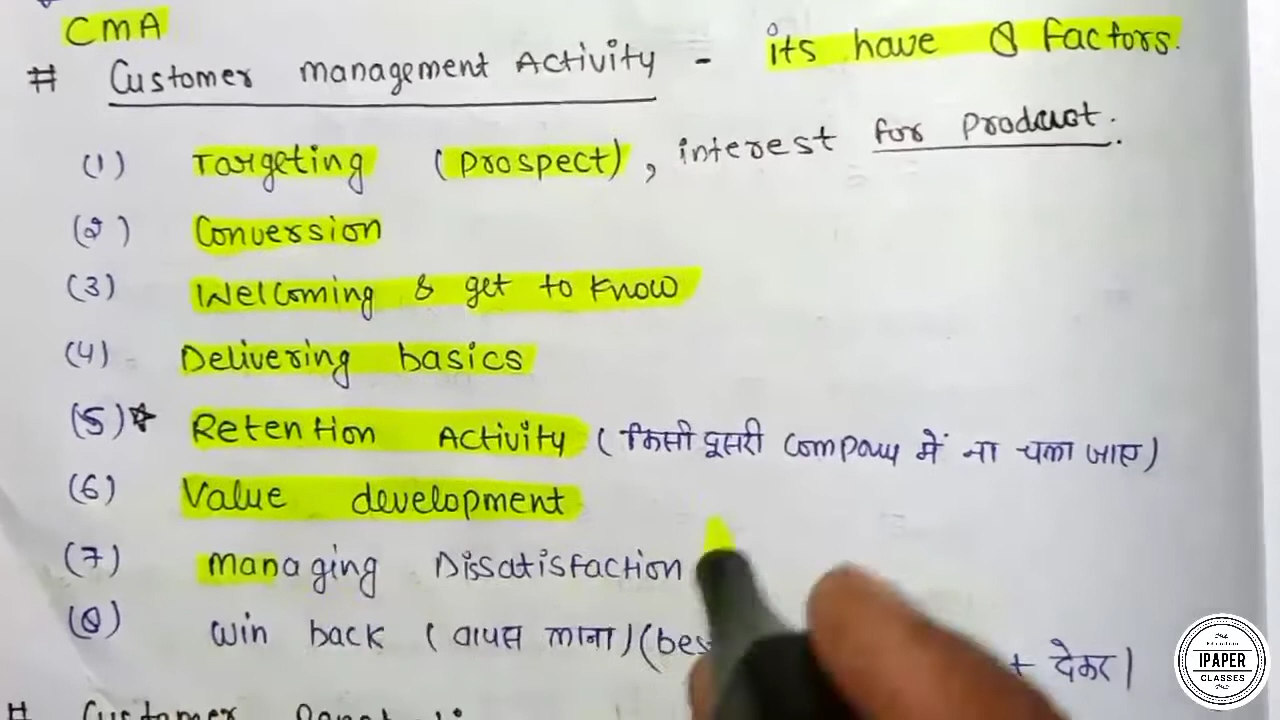 CMA
# Customer management Activity - its have 8 factors.
(1) Targeting (prospect), interest for product.
(2) Conversion
(3) Welcoming & get to know
(4) Delivering basics
(5)* Retention Activity (किसी दूसरी company में ना चला जाए)
(6) Value development
(7) managing Dissatisfaction
(8) win back (वापस लाना) (bes + देकर।
# Customer
IPAPER
CLASSES